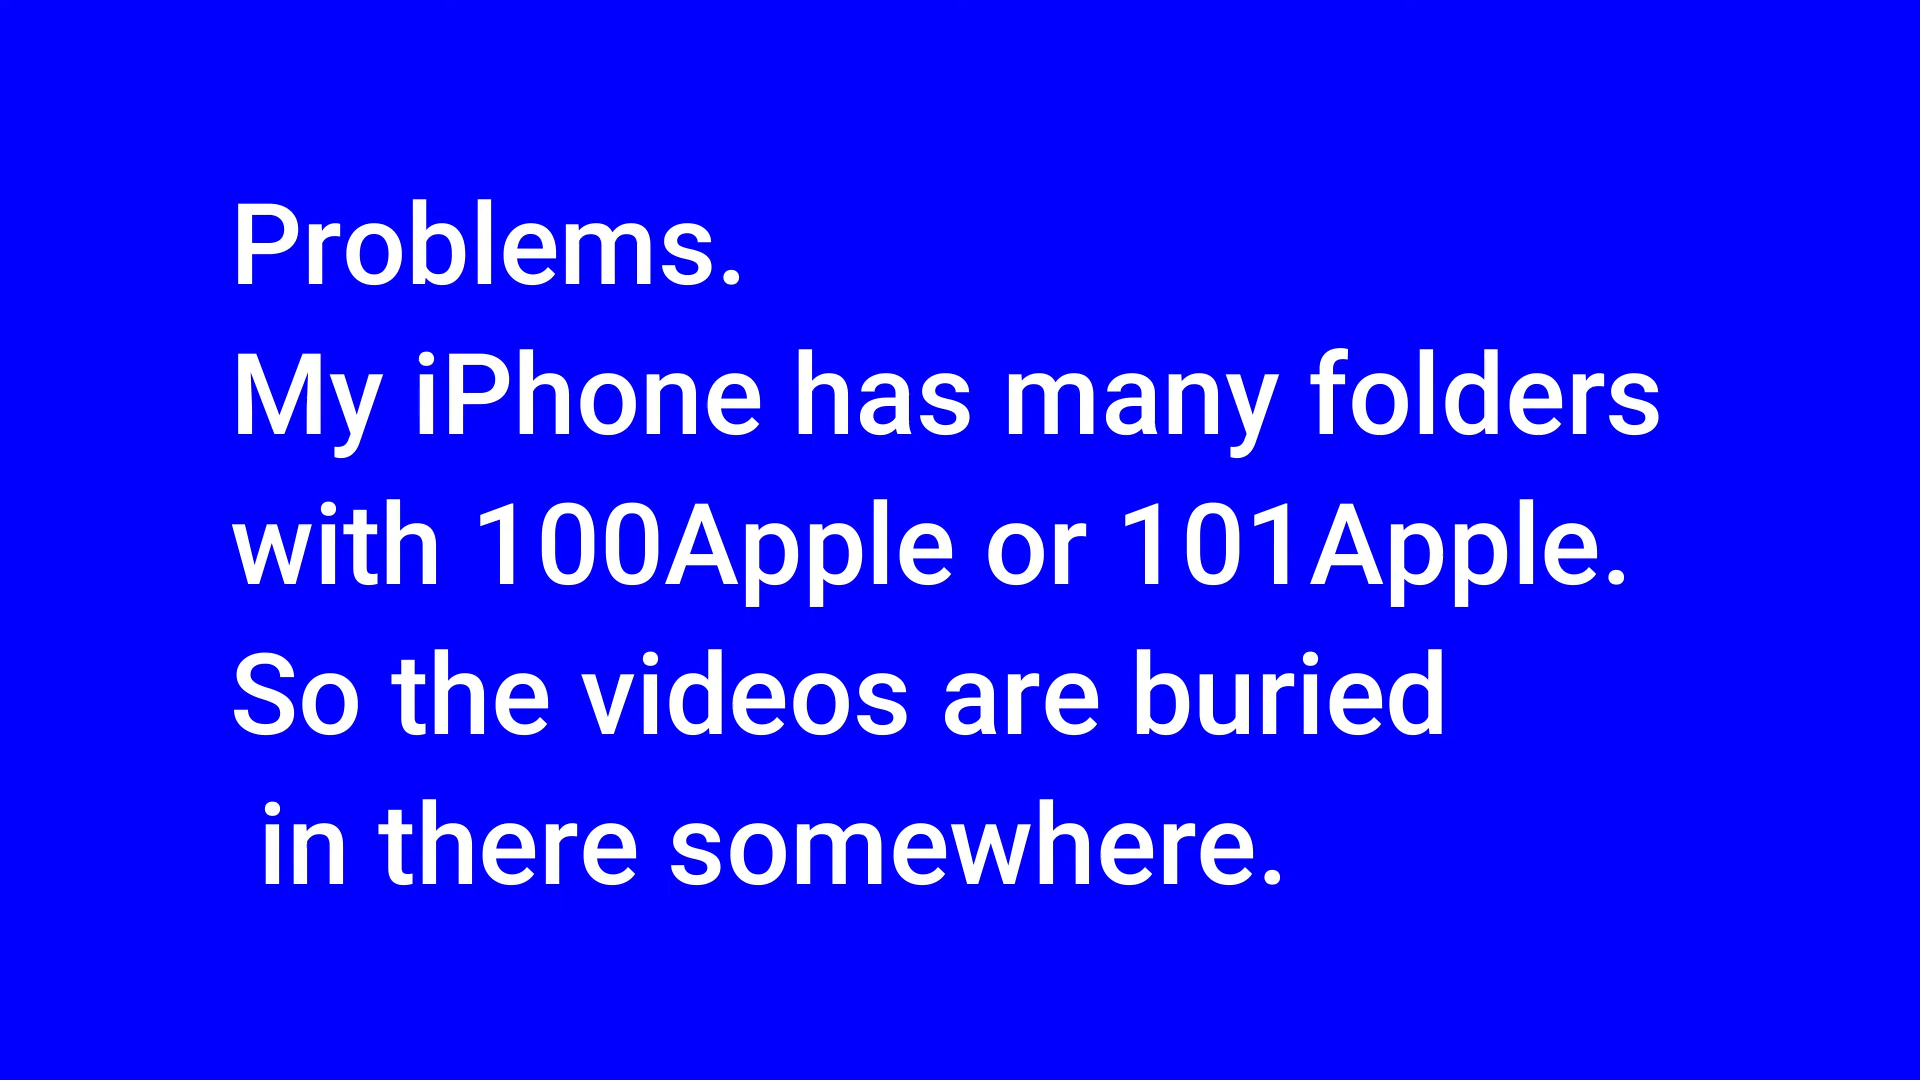 Problems.
My iPhone has many folders
with 100Apple or 101Apple.
So the videos are buried
in there somewhere.